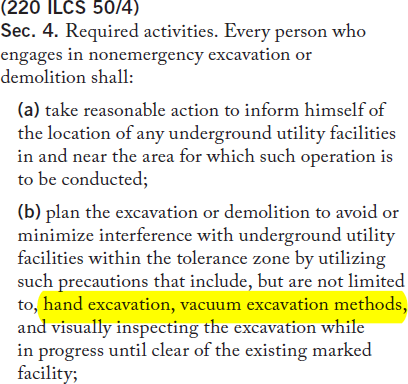 (220 ILCS 50/4)
Sec. 4. Required activities. Every person who
engages in nonemergency excavation or
demolition shall:
(a) take reasonable action to inform himself of
the location of any underground utility facilities
in and near the area for which such operation is
to be conducted;
(b) plan the excavation or demolition to avoid or
minimize interference with underground utility
facilities within the tolerance zone by utilizing
such precautions that include, but are not limited
to, hand excavation, vacuum excavation methods,
and visually inspecting the excavation while
in progress until clear of the existing marked
facility;